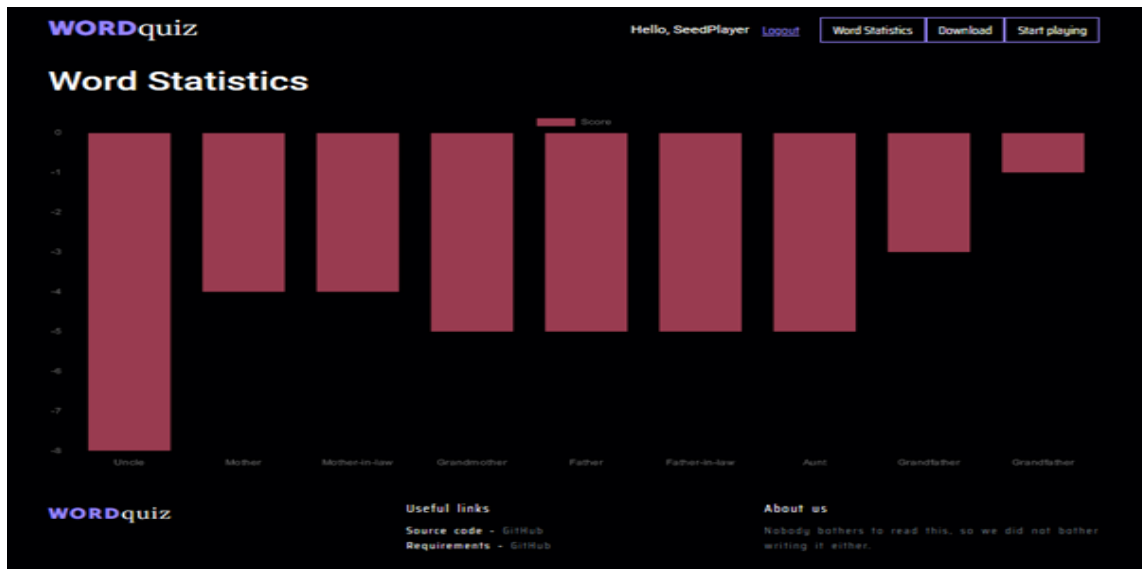 WORDquiz
Hello, SeedPlayer Logout Word Statistics Download Start playing
Word Statistics
Score
0
-1
-2
-3
-4
-5
-6
-7
-8
Uncle Mother Mother-in-law Grandmother Father Father-in-law Aunt Grandfather Grandfather
WORDquiz
Useful links
Source code - GitHub
Requirements - GitHub
About us
Nobody bothers to read this, so we did not bother
writing it either.